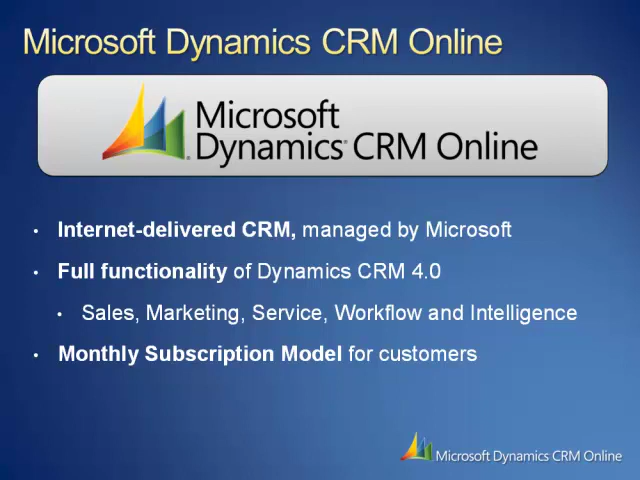 Microsoft Dynamics CRM Online
Microsoft
Dynamics CRM Online
• Internet-delivered CRM, managed by Microsoft
• Full functionality of Dynamics CRM 4.0
• Sales, Marketing, Service, Workflow and Intelligence
• Monthly Subscription Model for customers
Microsoft Dynamics CRM Online